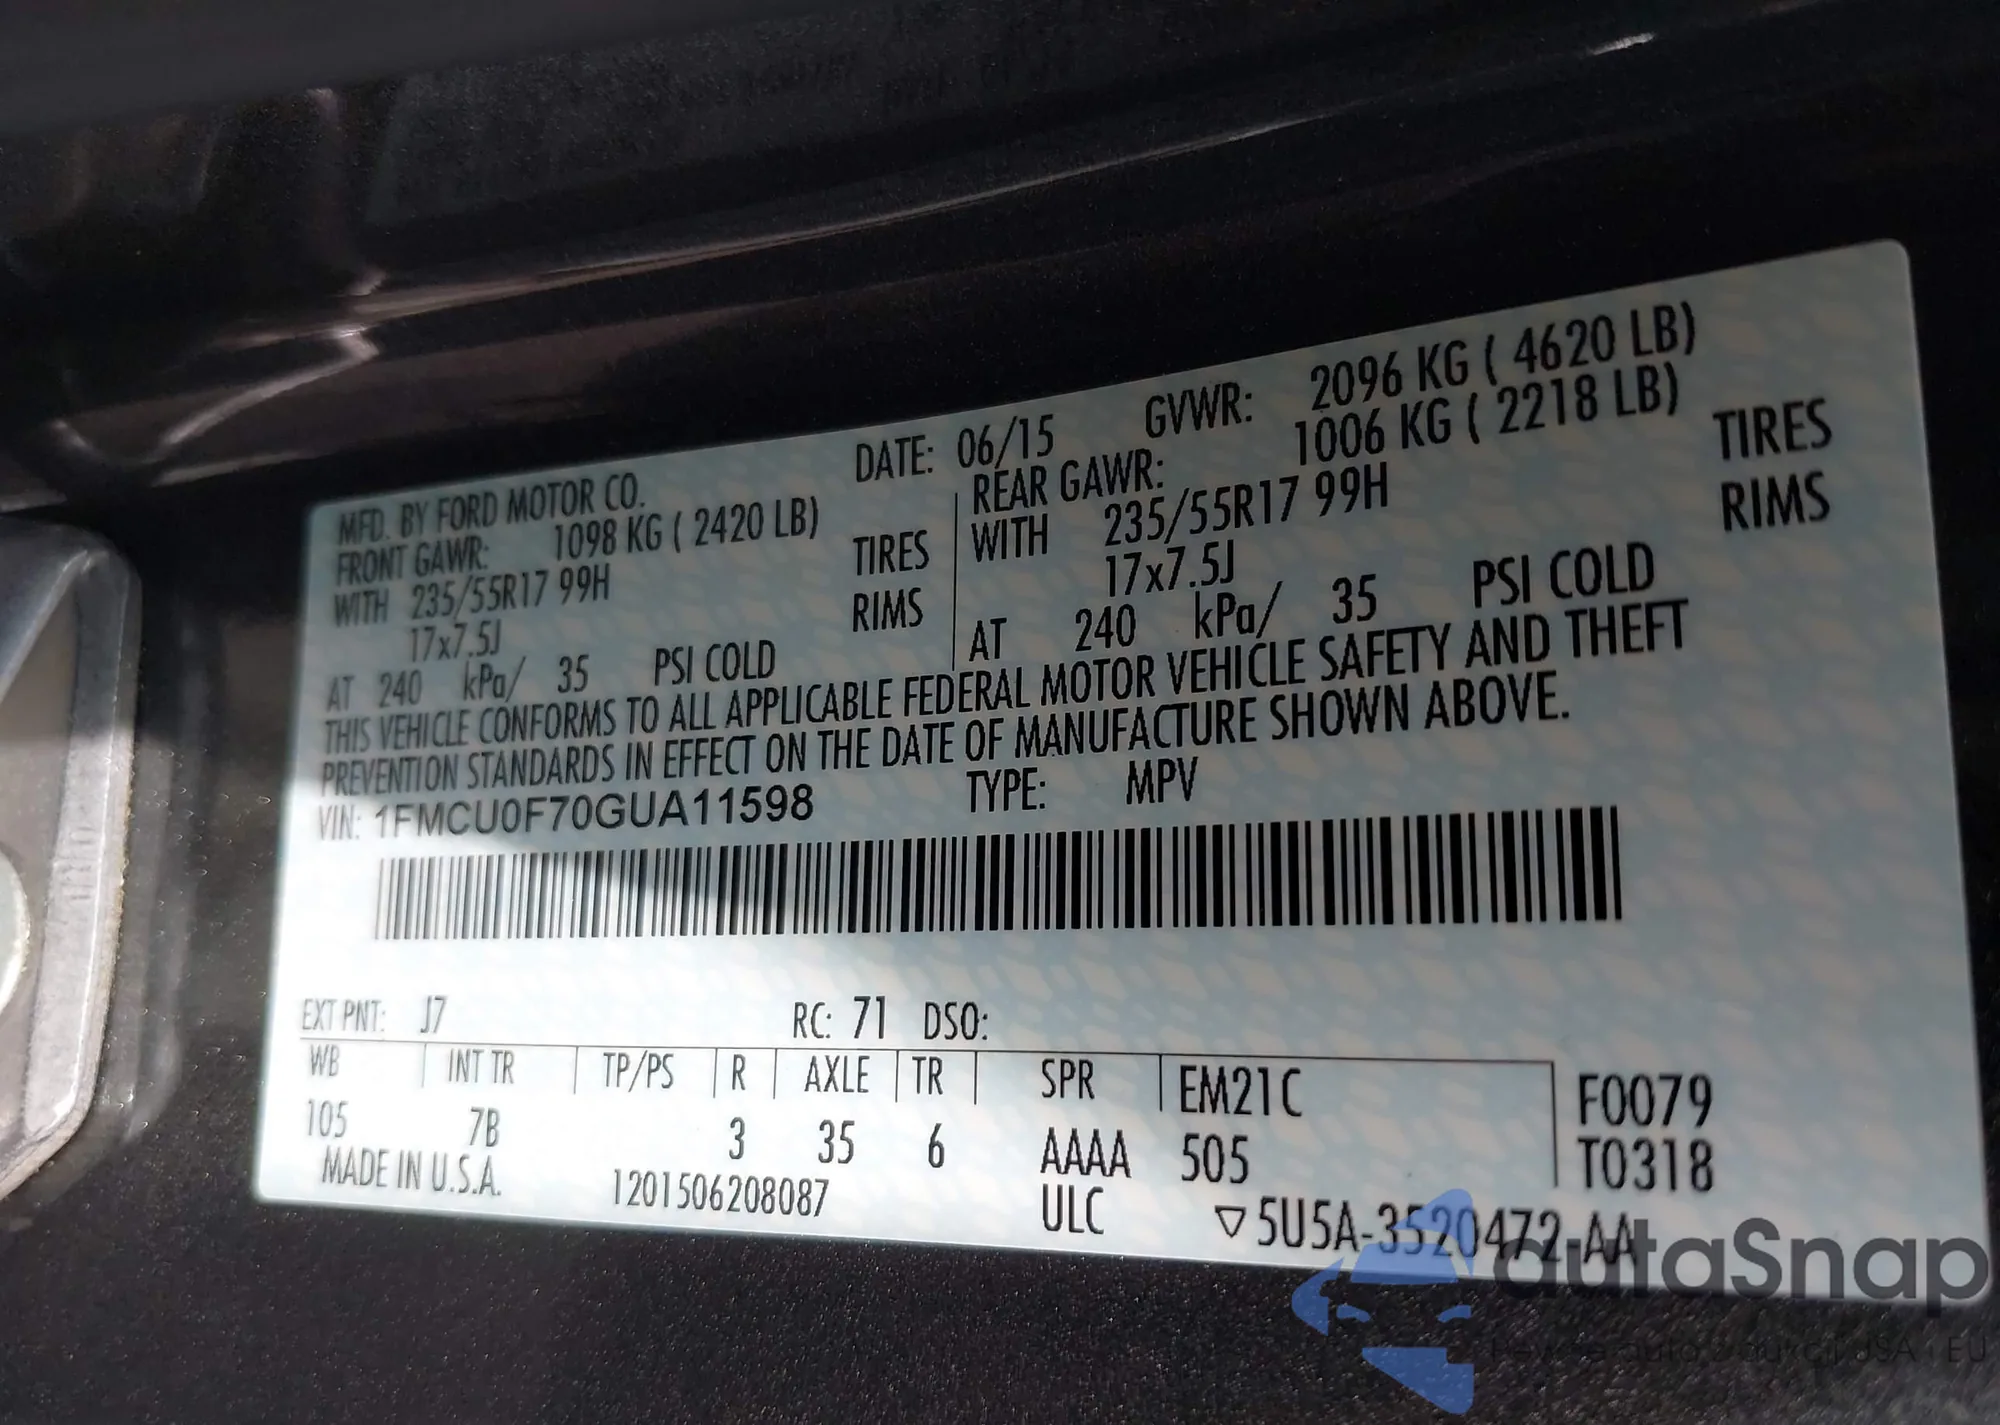 MFD. BY FORD MOTOR CO. DATE: 06/15 GVWR: 2096 KG ( 4620 LB)
FRONT GAWR: 1098 KG ( 2420 LB) REAR GAWR: 1006 KG ( 2218 LB)
WITH 235/55R17 99H TIRES WITH 235/55R17 99H TIRES
17x7.5J RIMS 17x7.5J RIMS
AT 240 kPa/ 35 PSI COLD AT 240 kPa/ 35 PSI COLD
THIS VEHICLE CONFORMS TO ALL APPLICABLE FEDERAL MOTOR VEHICLE SAFETY AND THEFT
PREVENTION STANDARDS IN EFFECT ON THE DATE OF MANUFACTURE SHOWN ABOVE.
VIN: 1FMCU0F70GUA11598 TYPE: MPV
EXT PNT: J7 RC: 71 DSO:
WB INT TR TP/PS R AXLE TR SPR EM21C F0079
105 7B 3 35 6 AAAA 505 T0318
MADE IN U.S.A. 1201506208087 ULC ▽5U5A-3520472-AA
autaSnap
USA EU